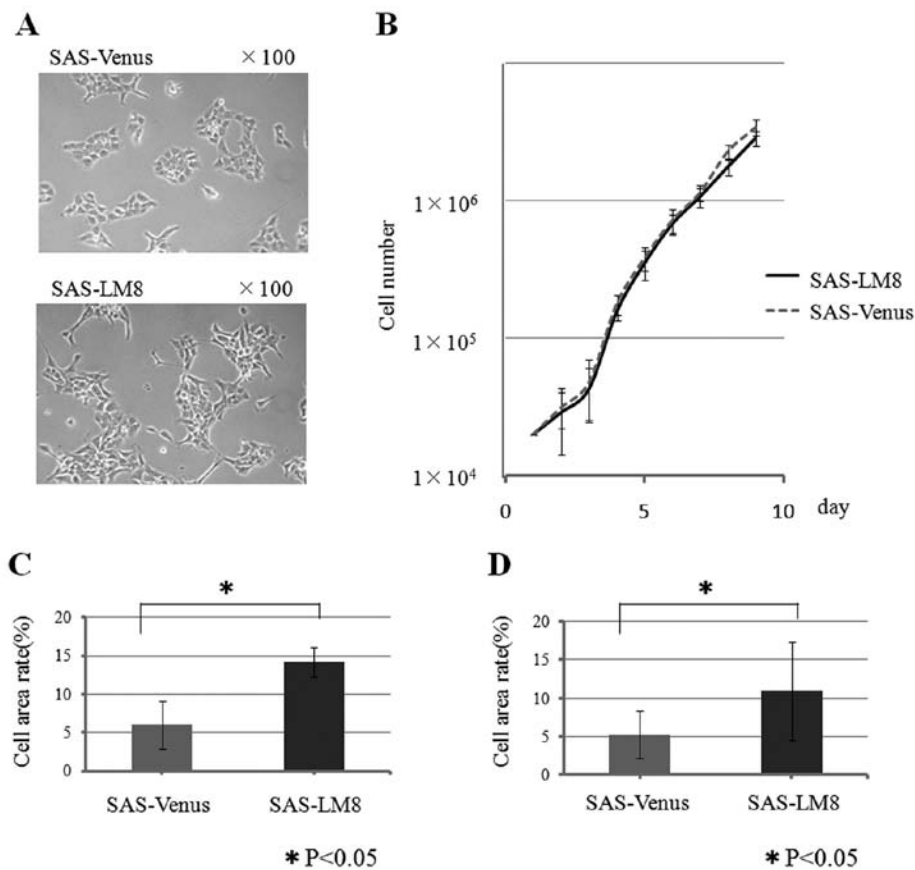 A
SAS-Venus ×100
SAS-LM8 ×100
B
Cell number
1×10⁶
1×10⁵
1×10⁴
0 5 10 day
SAS-LM8
SAS-Venus
C
*
Cell area rate(%)
20
15
10
5
0
SAS-Venus SAS-LM8
* P<0.05
D
*
Cell area rate(%)
20
15
10
5
0
SAS-Venus SAS-LM8
* P<0.05